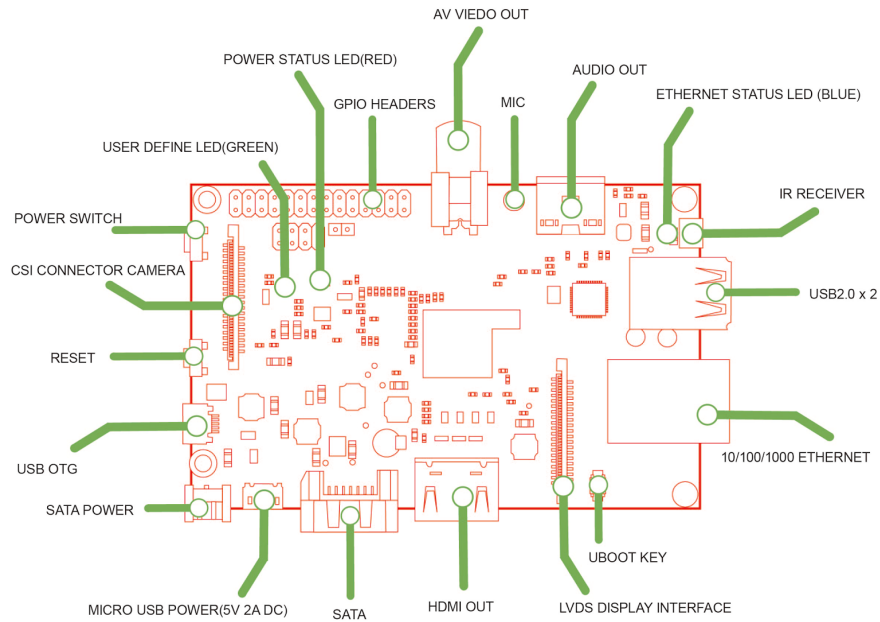 AV VIEDO OUT
POWER STATUS LED(RED)
AUDIO OUT
ETHERNET STATUS LED (BLUE)
GPIO HEADERS
MIC
USER DEFINE LED(GREEN)
IR RECEIVER
POWER SWITCH
CSI CONNECTOR CAMERA
USB2.0 x 2
RESET
10/100/1000 ETHERNET
USB OTG
SATA POWER
UBOOT KEY
MICRO USB POWER(5V 2A DC)
SATA
HDMI OUT
LVDS DISPLAY INTERFACE